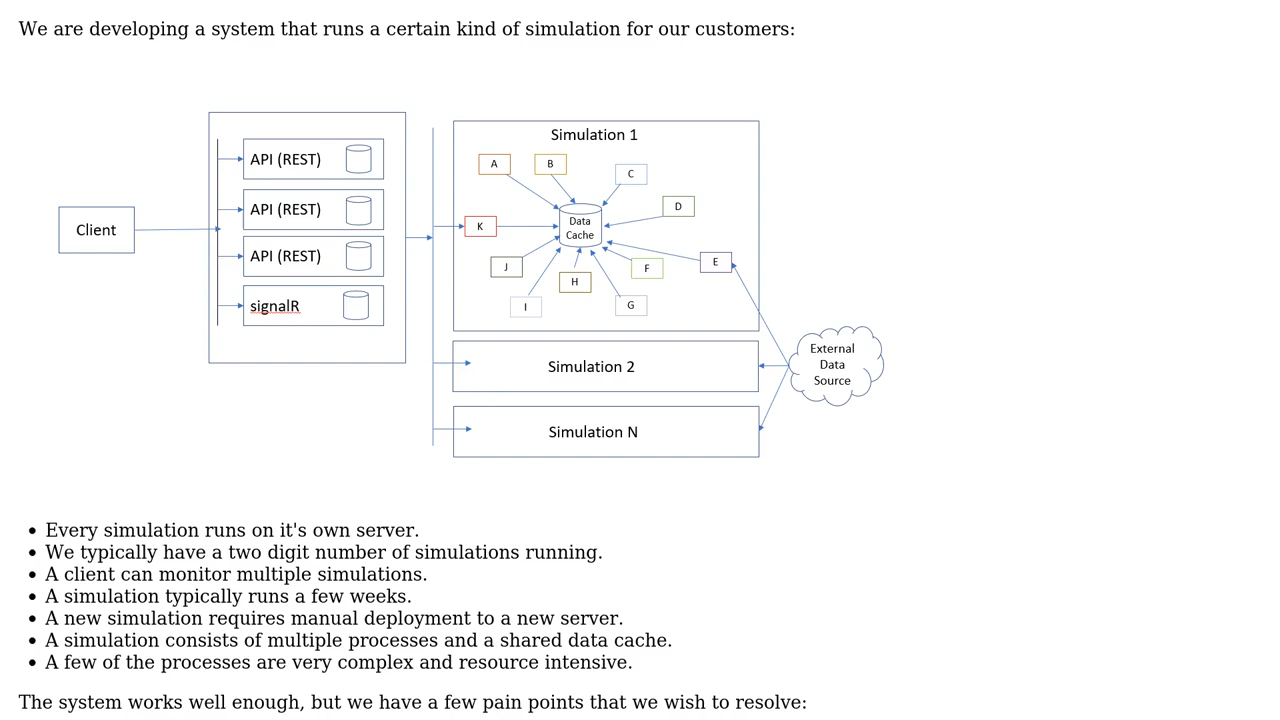 We are developing a system that runs a certain kind of simulation for our customers:
Simulation 1
A
B
C
D
API (REST)
API (REST)
API (REST)
signalR
Client
K
Data
Cache
E
J
H
F
I
G
Simulation 2
External
Data
Source
Simulation N
• Every simulation runs on it's own server.
• We typically have a two digit number of simulations running.
• A client can monitor multiple simulations.
• A simulation typically runs a few weeks.
• A new simulation requires manual deployment to a new server.
• A simulation consists of multiple processes and a shared data cache.
• A few of the processes are very complex and resource intensive.
The system works well enough, but we have a few pain points that we wish to resolve: